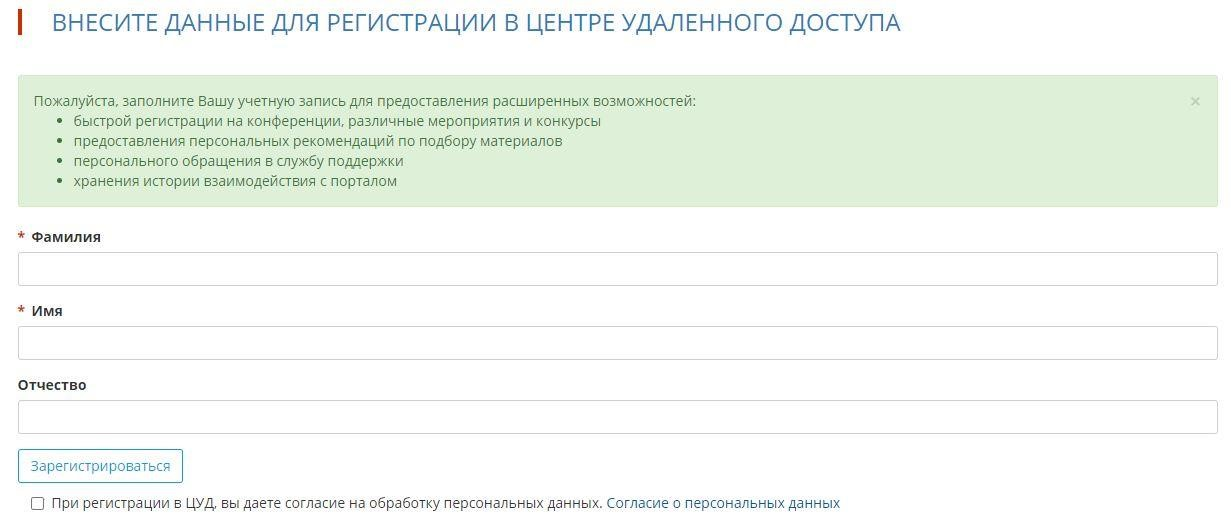 ВНЕСИТЕ ДАННЫЕ ДЛЯ РЕГИСТРАЦИИ В ЦЕНТРЕ УДАЛЕННОГО ДОСТУПА
Пожалуйста, заполните Вашу учетную запись для предоставления расширенных возможностей: ×
• быстрой регистрации на конференции, различные мероприятия и конкурсы
• предоставления персональных рекомендаций по подбору материалов
• персонального обращения в службу поддержки
• хранения истории взаимодействия с порталом
* Фамилия
* Имя
Отчество
Зарегистрироваться
При регистрации в ЦУД, вы даете согласие на обработку персональных данных. Согласие о персональных данных